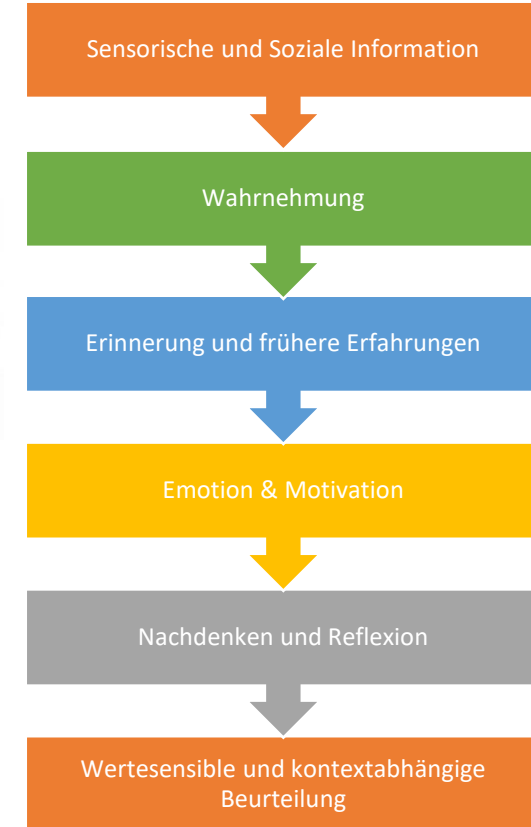 Sensorische und Soziale Information
Wahrnehmung
Erinnerung und frühere Erfahrungen
Emotion & Motivation
Nachdenken und Reflexion
Wertesensible und kontextabhängige
Beurteilung